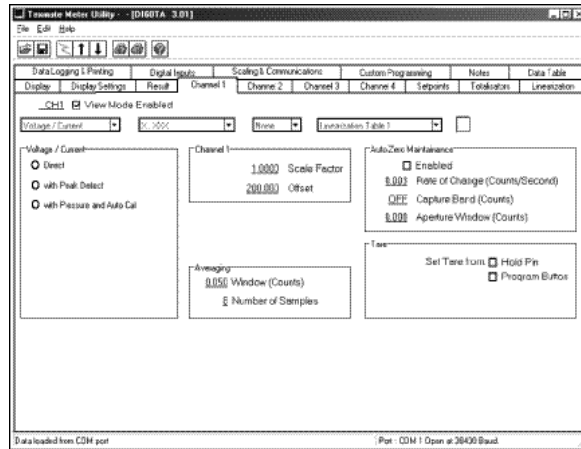 Texmate Meter Utility - - [DI60TA 3.01]
File Edit Help
Data Logging & Printing Digital Inputs Scaling & Communications Custom Programming Notes Data Table
Display Display Settings Result Channel 1 Channel 2 Channel 3 Channel 4 Setpoints Totalisators Linearization
CH1 View Mode Enabled
Voltage / Current X.XXX None Linearization Table 1
Voltage / Current
Direct
with Peak Detect
with Pressure and Auto Cal
Channel 1
1.0000 Scale Factor
200.000 Offset
Averaging
0.050 Window (Counts)
8 Number of Samples
Auto Zero Maintainance
Enabled
0.003 Rate of Change (Counts/Second)
OFF Capture Band (Counts)
0.000 Aperture Window (Counts)
Tare
Set Tare from: Hold Pin
Program Button
Data loaded from COM port
Port : COM 1 Open at 38400 Baud.